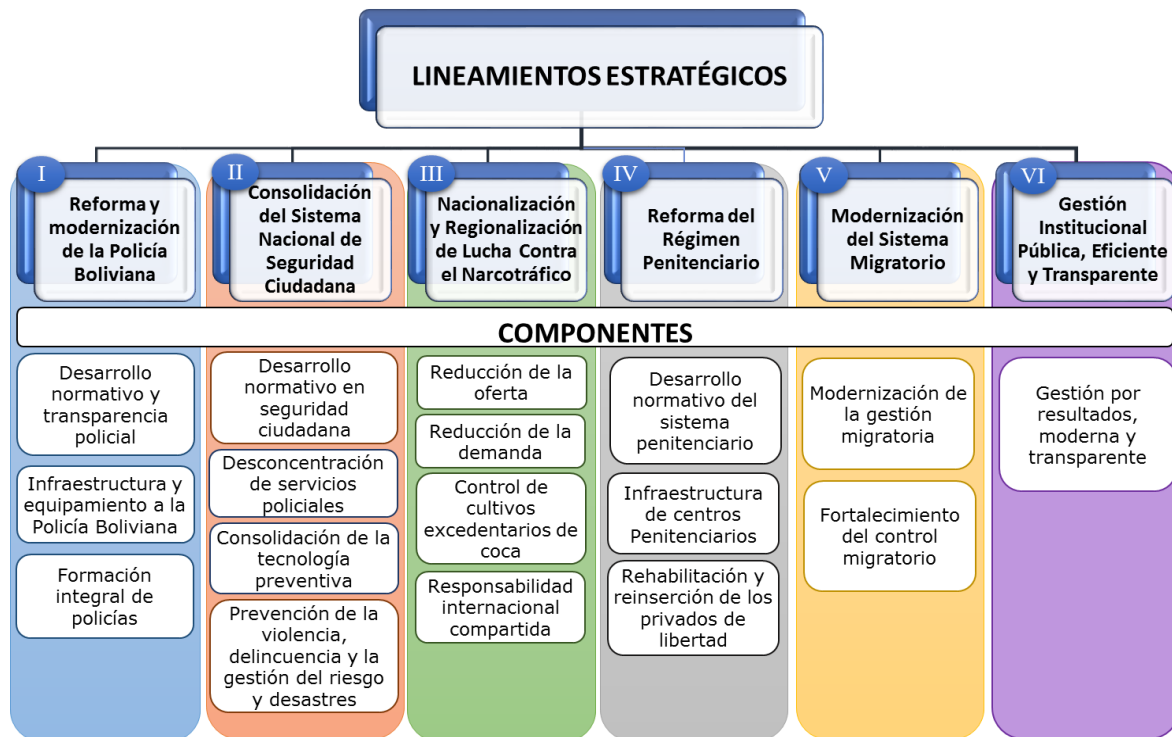 LINEAMIENTOS ESTRATÉGICOS
I
Reforma y
modernización
de la Policía
Boliviana
II
Consolidación
del Sistema
Nacional de
Seguridad
Ciudadana
III
Nacionalización
y Regionalización
de Lucha Contra
el Narcotráfico
IV
Reforma del
Régimen
Penitenciario
V
Modernización
del Sistema
Migratorio
VI
Gestión
Institucional
Pública, Eficiente
y Transparente
COMPONENTES
Desarrollo
normativo y
transparencia
policial
Infraestructura y
equipamiento a la
Policía Boliviana
Formación
integral de
policías
Desarrollo
normativo en
seguridad
ciudadana
Desconcentración
de servicios
policiales
Consolidación de
la tecnología
preventiva
Prevención de la
violencia,
delincuencia y la
gestión del riesgo
y desastres
Reducción de la
oferta
Reducción de la
demanda
Control de
cultivos
excedentarios de
coca
Responsabilidad
internacional
compartida
Desarrollo
normativo del
sistema
penitenciario
Infraestructura
de centros
Penitenciarios
Rehabilitación y
reinserción de los
privados de
libertad
Modernización de
la gestión
migratoria
Fortalecimiento
del control
migratorio
Gestión por
resultados,
moderna y
transparente